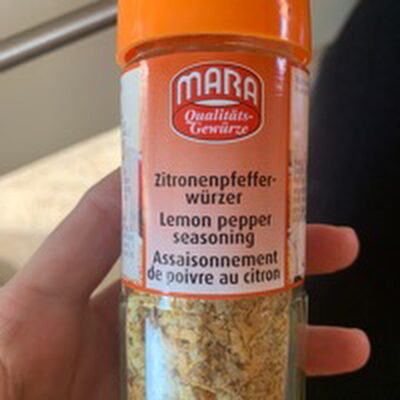 MARA
Qualitäts-
Gewürze
Zitronenpfeffer-
würzer
Lemon pepper
seasoning
Assaisonnement
de poivre au citron